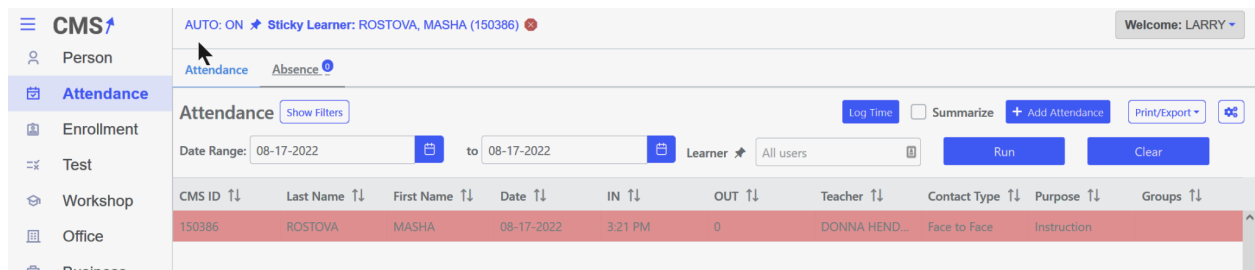 CMS
AUTO: ON Sticky Learner: ROSTOVA, MASHA (150386)
Welcome: LARRY
Person
Attendance
Enrollment
Test
Workshop
Office
Business
Attendance Absence 0
Attendance Show Filters Log Time Summarize + Add Attendance Print/Export
Date Range: 08-17-2022 to 08-17-2022 Learner All users Run Clear
CMS ID Last Name First Name Date IN OUT Teacher Contact Type Purpose Groups
150386 ROSTOVA MASHA 08-17-2022 3:21 PM 0 DONNA HEND... Face to Face Instruction